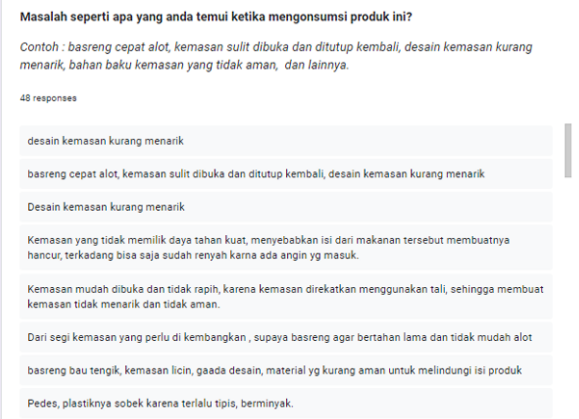 Masalah seperti apa yang anda temui ketika mengonsumsi produk ini?
Contoh : basreng cepat alot, kemasan sulit dibuka dan ditutup kembali, desain kemasan kurang
menarik, bahan baku kemasan yang tidak aman, dan lainnya.
48 responses
desain kemasan kurang menarik
basreng cepat alot, kemasan sulit dibuka dan ditutup kembali, desain kemasan kurang menarik
Desain kemasan kurang menarik
Kemasan yang tidak memilik daya tahan kuat, menyebabkan isi dari makanan tersebut membuatnya
hancur, terkadang bisa saja sudah renyah karna ada angin yg masuk.
Kemasan mudah dibuka dan tidak rapih, karena kemasan direkatkan menggunakan tali, sehingga membuat
kemasan tidak menarik dan tidak aman.
Dari segi kemasan yang perlu di kembangkan , supaya basreng agar bertahan lama dan tidak mudah alot
basreng bau tengik, kemasan licin, gaada desain, material yg kurang aman untuk melindungi isi produk
Pedes, plastiknya sobek karena terlalu tipis, berminyak.